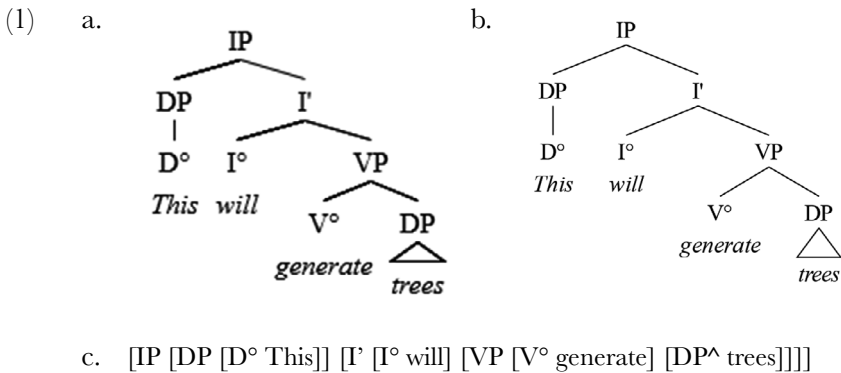 (1) a. b.
IP IP
DP I' DP I'
D° I° VP D° I° VP
This will This will
V° DP V° DP
generate trees generate trees
c. [IP [DP [D° This]] [I’ [I° will] [VP [V° generate] [DP^ trees]]]]